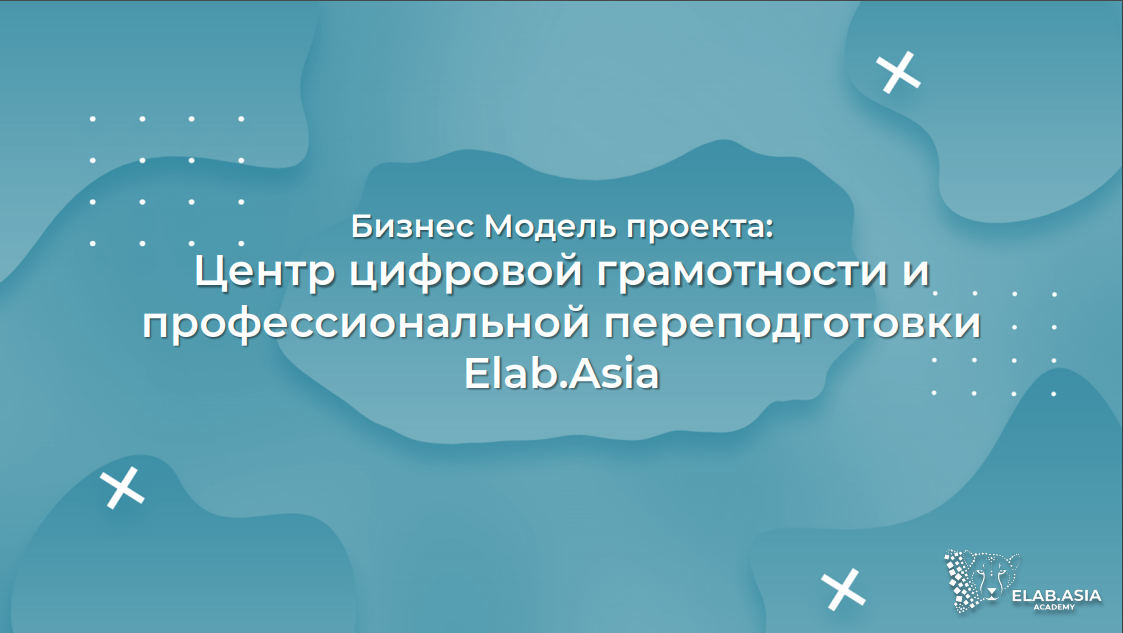 Бизнес Модель проекта:
Центр цифровой грамотности и
профессиональной переподготовки
Elab.Asia
ELAB.ASIA
ACADEMY